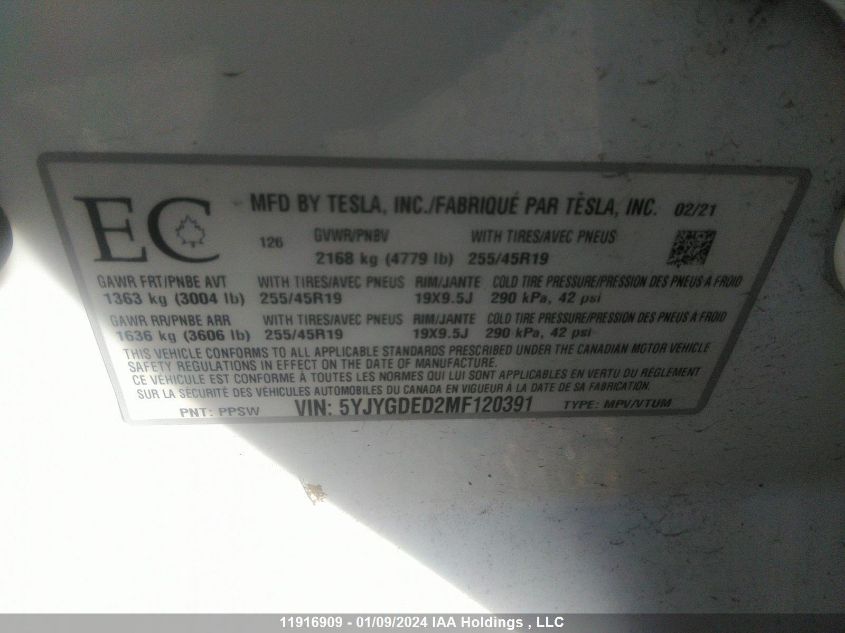 EC
MFD BY TESLA, INC./FABRIQUÉ PAR TÈSLA, INC. 02/21
126 GVWR/PNBV WITH TIRES/AVEC PNEUS
2168 kg (4779 lb) 255/45R19
GAWR FRT/PNBE AVT WITH TIRES/AVEC PNEUS RIM/JANTE COLD TIRE PRESSURE/PRESSION DES PNEUS A FROID
1363 kg (3004 lb) 255/45R19 19X9.5J 290 kPa, 42 psi
GAWR RR/PNBE ARR WITH TIRES/AVEC PNEUS RIM/JANTE COLD TIRE PRESSURE/PRESSION DES PNEUS À FROID
1636 kg (3606 lb) 255/45R19 19X9.5J 290 kPa, 42 psi
THIS VEHICLE CONFORMS TO ALL APPLICABLE STANDARDS PRESCRIBED UNDER THE CANADIAN MOTOR VEHICLE
SAFETY REGULATIONS IN EFFECT ON THE DATE OF MANUFACTURE.
CE VÉHICULE EST CONFORME À TOUTES LES NORMES QUI LUI SONT APPLICABLES EN VERTU DU RÉGLEMENT
SUR LA SÉCURITÉ DES VÉHICULES AUTOMOBILES DU CANADA EN VIGUEUR À LA DATE DE SA FABRICATION.
PNT: PPSW VIN: 5YJYGDED2MF120391 TYPE: MPV/VTUM
11916909 - 01/09/2024 IAA Holdings , LLC